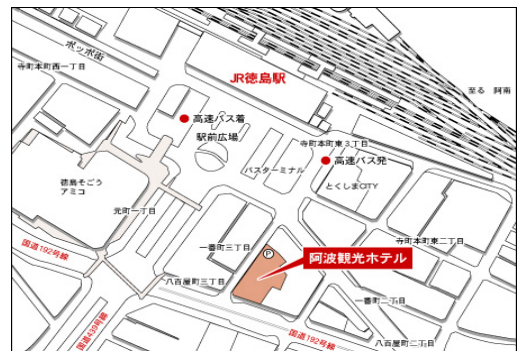 ポッポ街
寺町本町西一丁目
JR徳島駅
至る 阿南
高速バス着
駅前広場
寺町本町東3丁目
高速バス発
バスターミナル
とくしまCITY
徳島そごう
アミコ
元町一丁目
国道192号線
一番町三丁目
P
阿波観光ホテル
寺町本町東二丁目
八百屋町三丁目
一番町二丁目
国道439号線
国道192号線
八百屋町二丁目